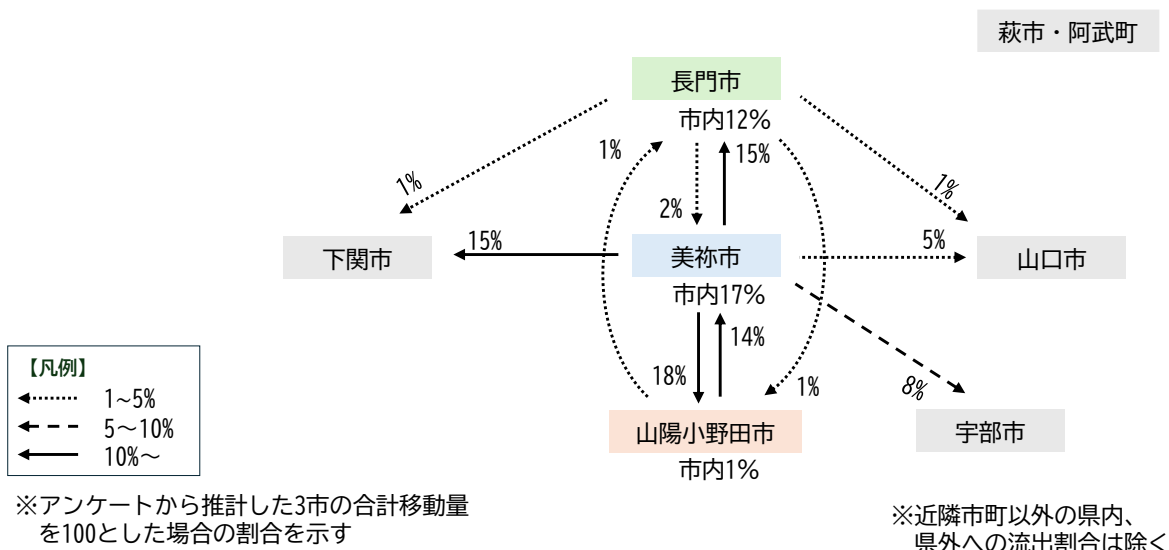 萩市・阿武町
長門市
市内12%
1%
15%
1%
1%
2%
下関市
15%
美祢市
5%
山口市
市内17%
14%
18%
1%
8%
山陽小野田市
宇部市
市内1%
【凡例】
1~5%
5～10%
10%～
※アンケートから推計した3市の合計移動量
を100とした場合の割合を示す
※近隣市町以外の県内、
県外への流出割合は除く